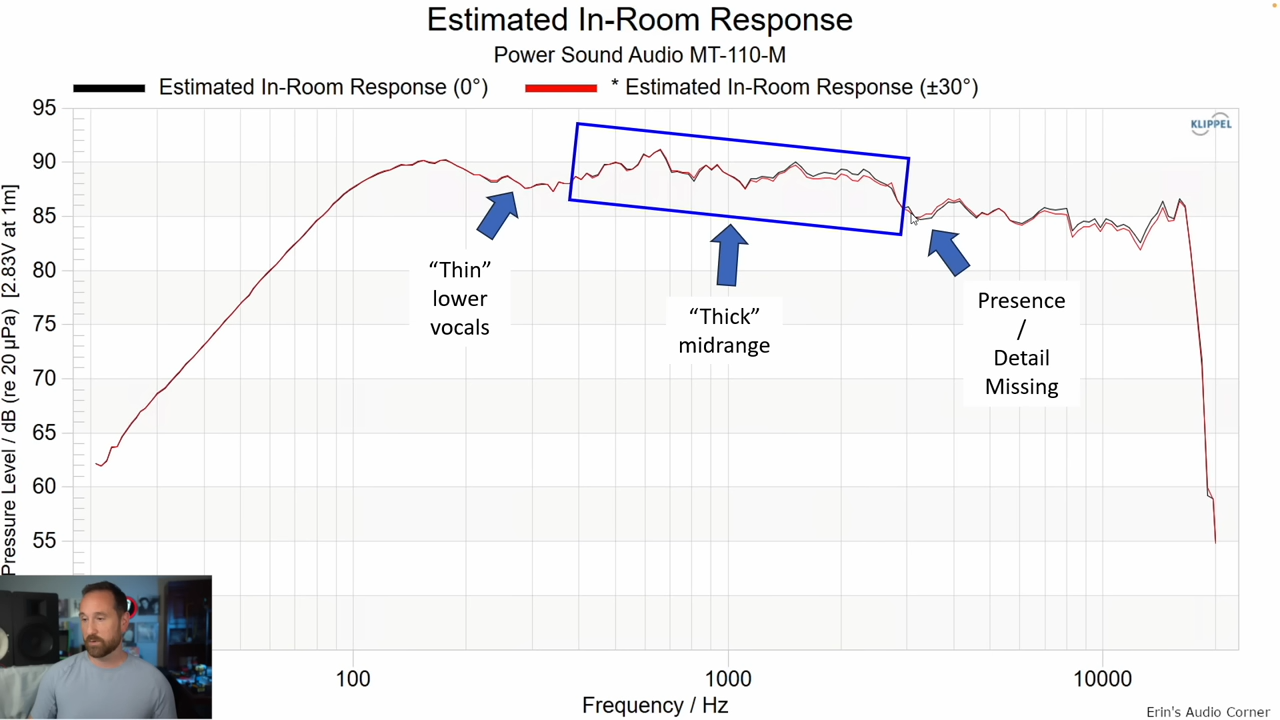 Estimated In-Room Response
Power Sound Audio MT-110-M
Estimated In-Room Response (0°)
* Estimated In-Room Response (±30°)
KLIPPEL
95
90
85
80
75
70
65
60
55
Pressure Level / dB (re 20 μPa) [2.83V at 1m]
“Thin”
lower
vocals
“Thick”
midrange
Presence
/
Detail
Missing
100
1000
10000
Frequency / Hz
Erin's Audio Corner